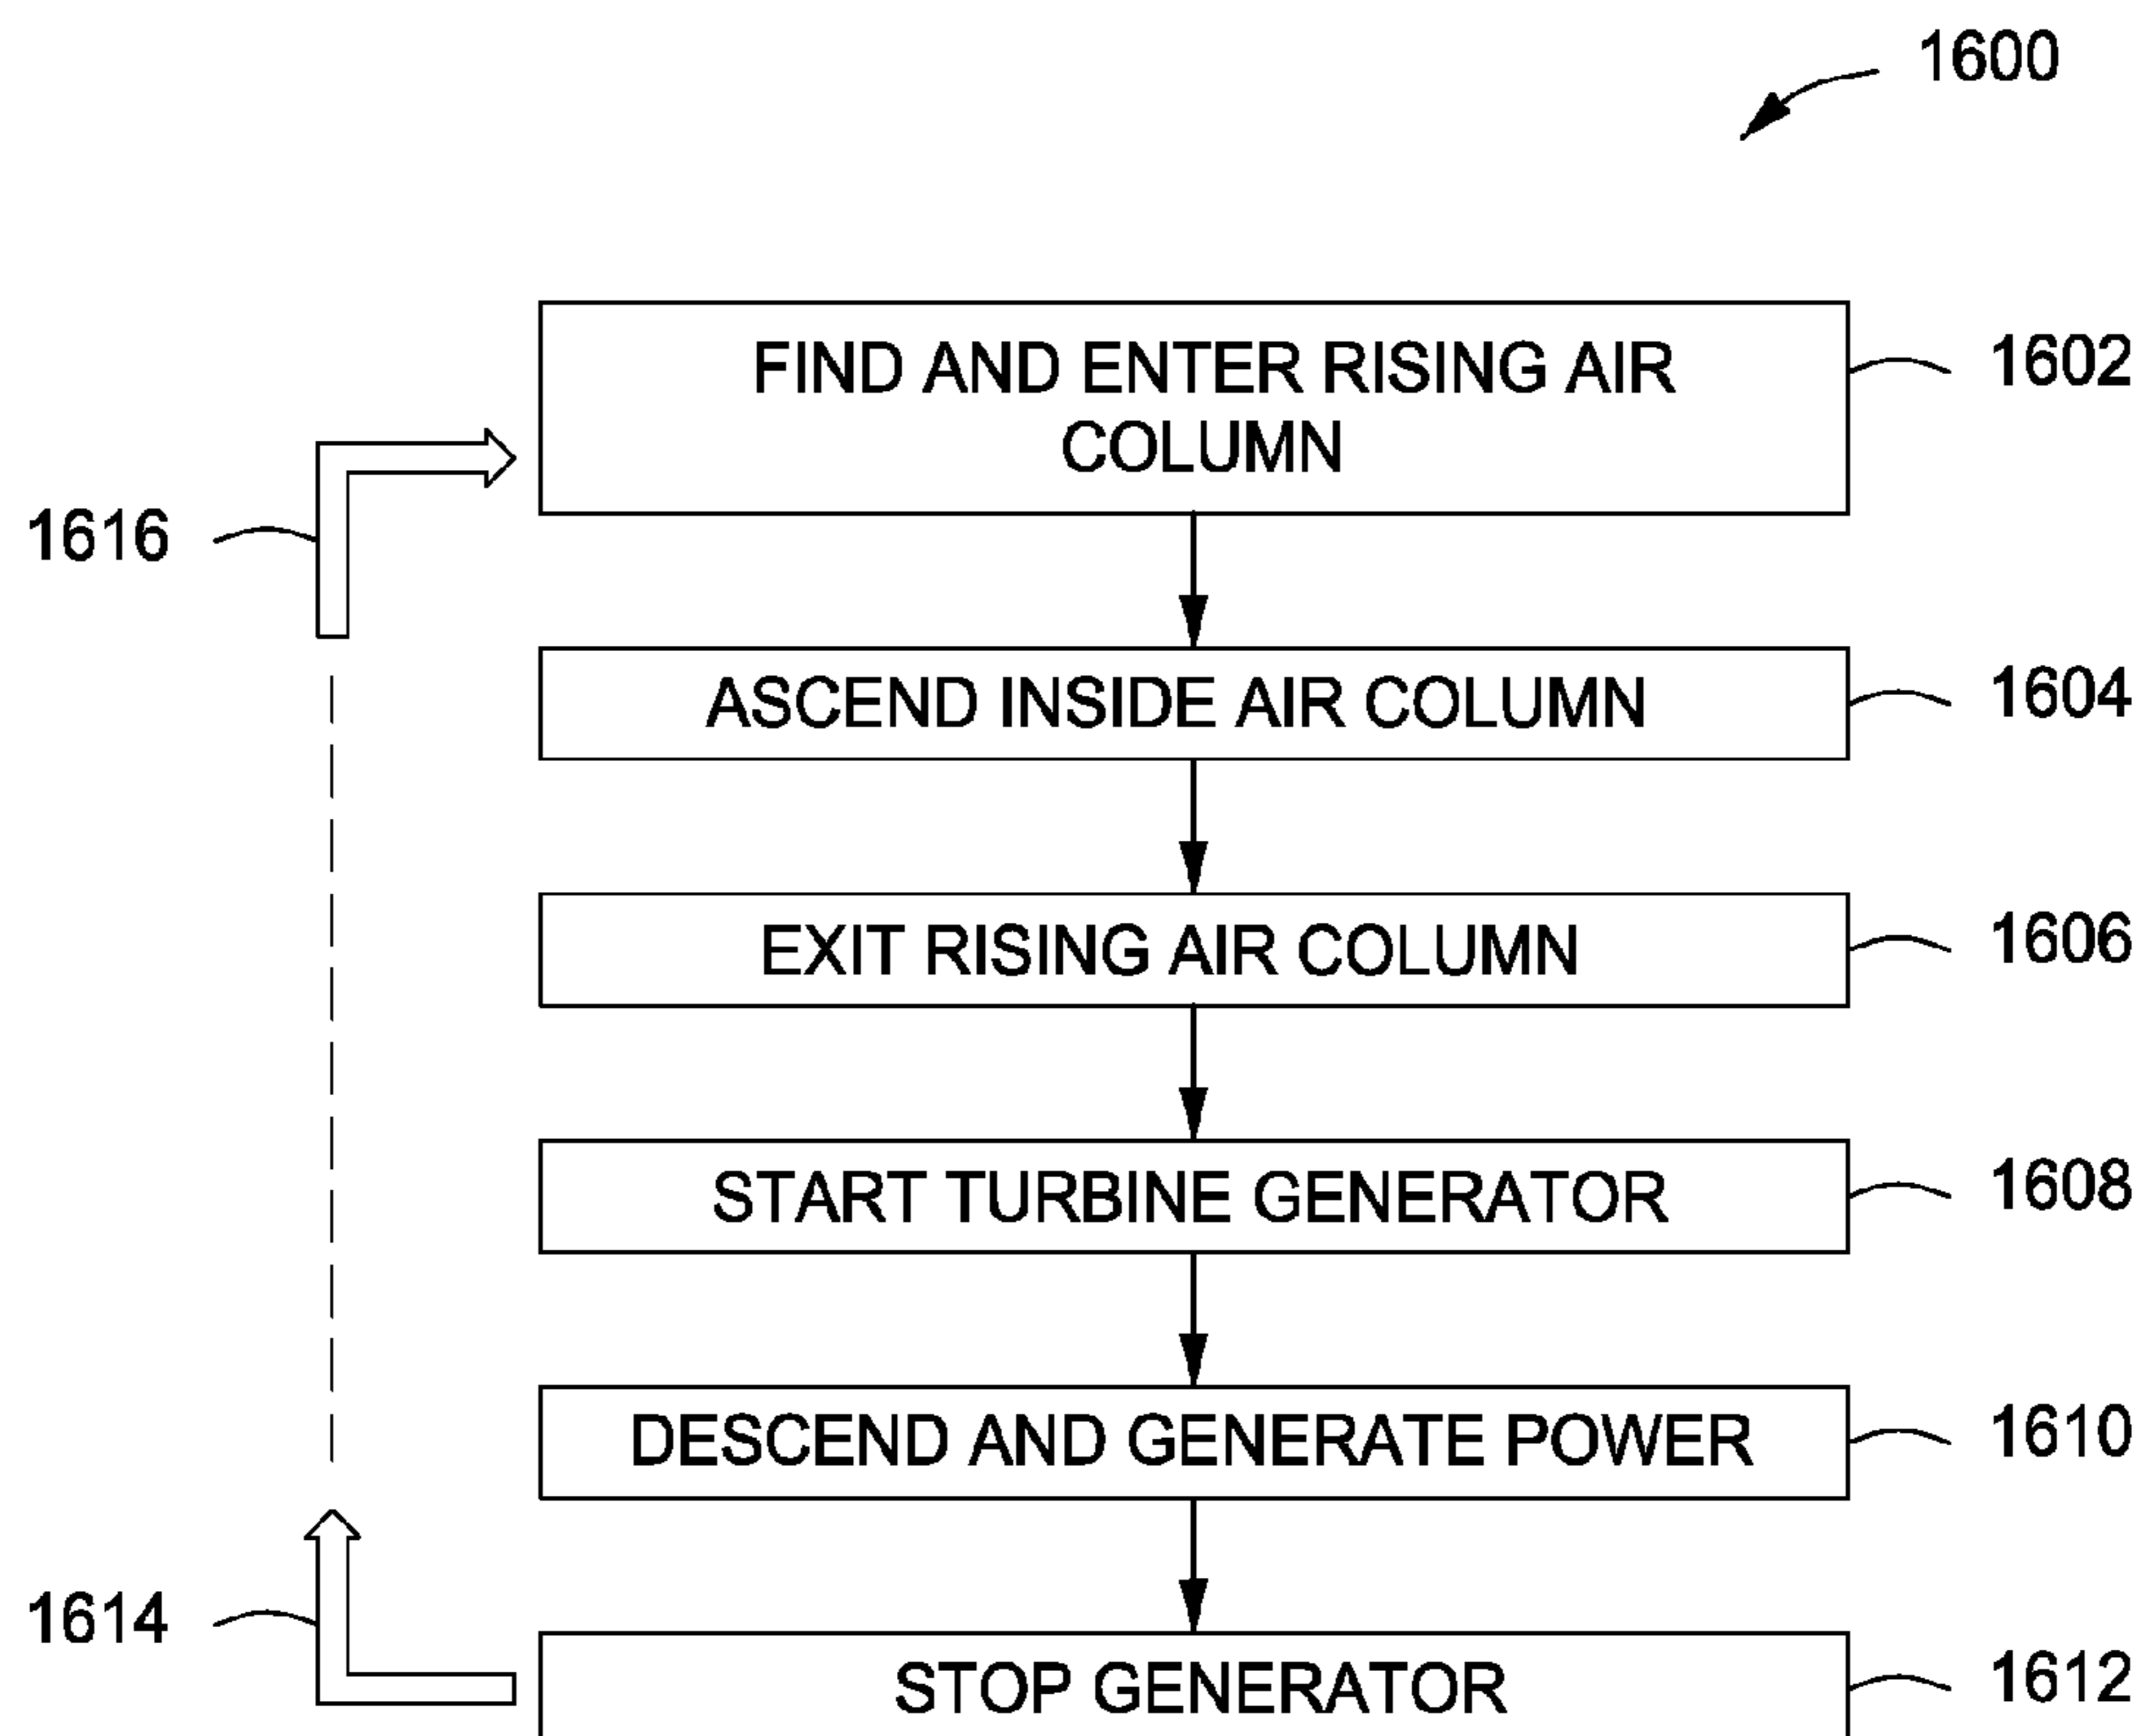 1600
FIND AND ENTER RISING AIR
COLUMN
1602
1616
ASCEND INSIDE AIR COLUMN
1604
EXIT RISING AIR COLUMN
1606
START TURBINE GENERATOR
1608
DESCEND AND GENERATE POWER
1610
1614
STOP GENERATOR
1612